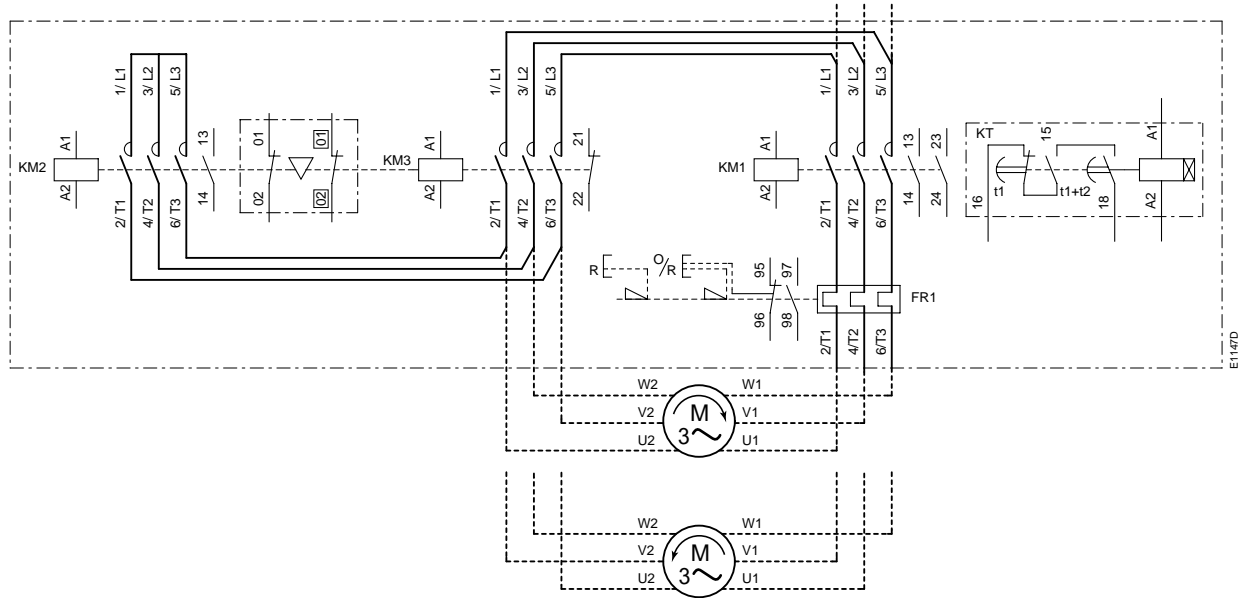 1/ L1
3/ L2
5/ L3
1/ L1
3/ L2
5/ L3
1/ L1
3/ L2
5/ L3
KM2
A1
A2
13
14
01
02
01
02
KM3
A1
A2
21
22
KM1
A1
A2
13
14
23
24
KT
15
16
t1
t1+t2
18
A1
A2
2/ T1
4/ T2
6/ T3
2/ T1
4/ T2
6/ T3
2/ T1
4/ T2
6/ T3
R
O/R
95
96
97
98
FR1
2/T1
4/ T2
6/ T3
E1147D
W2
W1
V2
M
3
V1
U2
U1
W2
W1
V2
M
3
V1
U2
U1